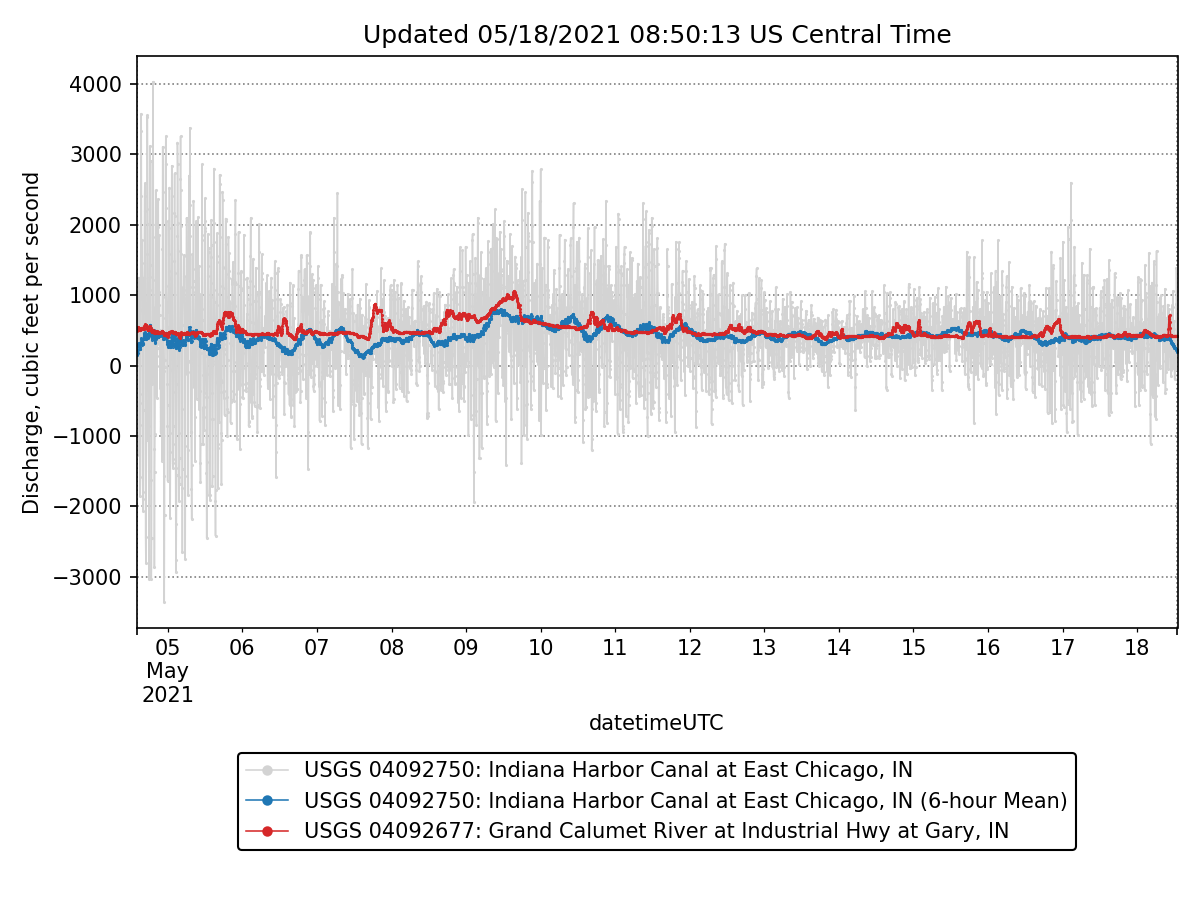 Updated 05/18/2021 08:50:13 US Central Time
Discharge, cubic feet per second
4000
3000
2000
1000
0
−1000
−2000
−3000
05 06 07 08 09 10 11 12 13 14 15 16 17 18
May
2021
datetimeUTC
USGS 04092750: Indiana Harbor Canal at East Chicago, IN
USGS 04092750: Indiana Harbor Canal at East Chicago, IN (6-hour Mean)
USGS 04092677: Grand Calumet River at Industrial Hwy at Gary, IN